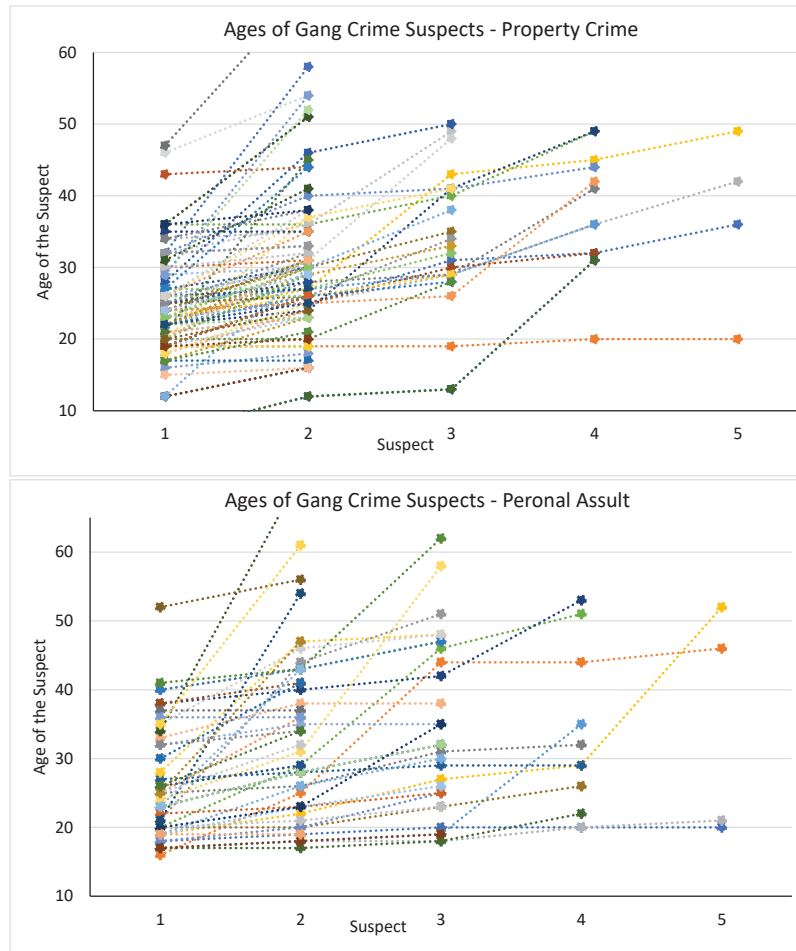 Ages of Gang Crime Suspects - Property Crime
60
50
40
30
20
10
Age of the Suspect
1 2 3 4 5
Suspect
Ages of Gang Crime Suspects - Peronal Assult
60
50
40
30
20
10
Age of the Suspect
1 2 3 4 5
Suspect